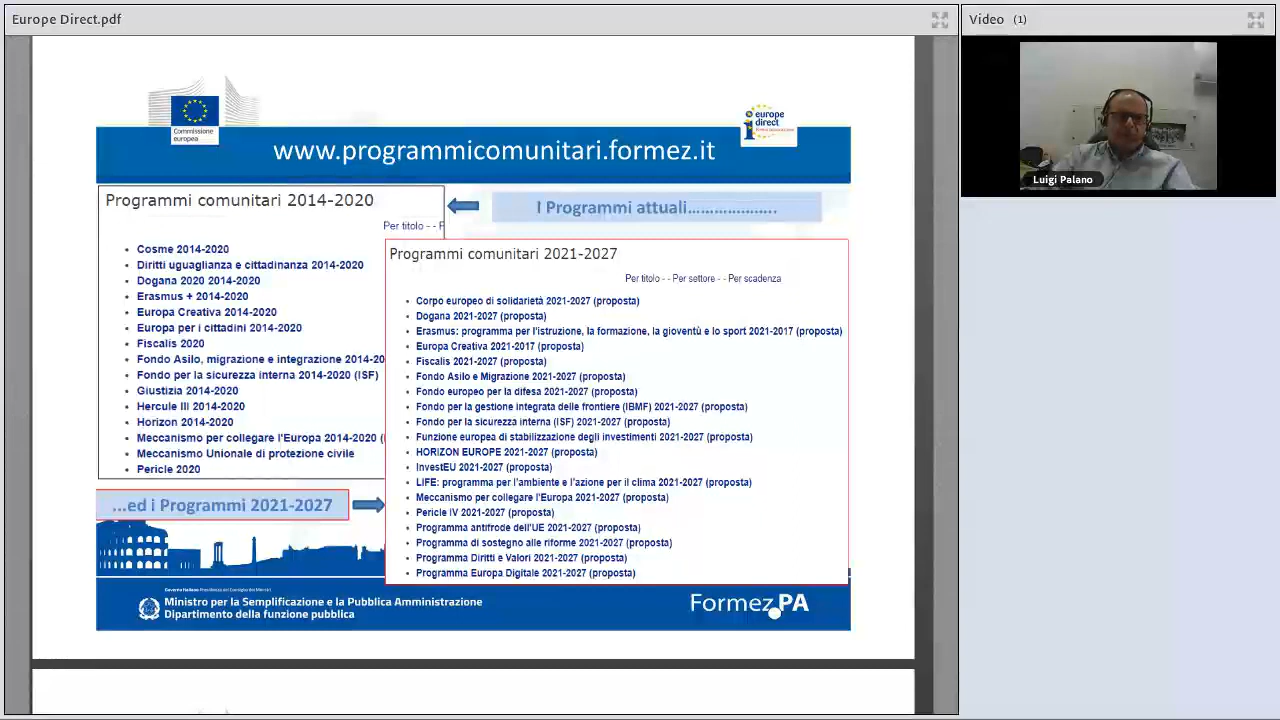 Europe Direct.pdf
Video (1)
Luigi Palano
Commissione
europea
europe
direct
www.programmicomunitari.formez.it
Programmi comunitari 2014-2020
I Programmi attuali………………..
Per titolo - - F
Cosme 2014-2020
Diritti uguaglianza e cittadinanza 2014-2020
Dogana 2020 2014-2020
Erasmus + 2014-2020
Europa Creativa 2014-2020
Europa per i cittadini 2014-2020
Fiscalis 2020
Fondo Asilo, migrazione e integrazione 2014-20
Fondo per la sicurezza interna 2014-2020 (ISF)
Giustizia 2014-2020
Hercule III 2014-2020
Horizon 2014-2020
Meccanismo per collegare l'Europa 2014-2020 (
Meccanismo Unionale di protezione civile
Pericle 2020
...ed i Programmi 2021-2027
Programmi comunitari 2021-2027
Per titolo - - Per settore - - Per scadenza
Corpo europeo di solidarietà 2021-2027 (proposta)
Dogana 2021-2027 (proposta)
Erasmus: programma per l'istruzione, la formazione, la gioventù e lo sport 2021-2017 (proposta)
Europa Creativa 2021-2017 (proposta)
Fiscalis 2021-2027 (proposta)
Fondo Asilo e Migrazione 2021-2027 (proposta)
Fondo europeo per la difesa 2021-2027 (proposta)
Fondo per la gestione integrata delle frontiere (IBMF) 2021-2027 (proposta)
Fondo per la sicurezza interna (ISF) 2021-2027 (proposta)
Funzione europea di stabilizzazione degli investimenti 2021-2027 (proposta)
HORIZON EUROPE 2021-2027 (proposta)
InvestEU 2021-2027 (proposta)
LIFE: programma per l'ambiente e l'azione per il clima 2021-2027 (proposta)
Meccanismo per collegare l'Europa 2021-2027 (proposta)
Pericle IV 2021-2027 (proposta)
Programma antifrode dell'UE 2021-2027 (proposta)
Programma di sostegno alle riforme 2021-2027 (proposta)
Programma Diritti e Valori 2021-2027 (proposta)
Programma Europa Digitale 2021-2027 (proposta)
Governo Italiano Presidenza del Consiglio dei Ministri
Ministro per la Semplificazione e la Pubblica Amministrazione
Dipartimento della funzione pubblica
Formez PA